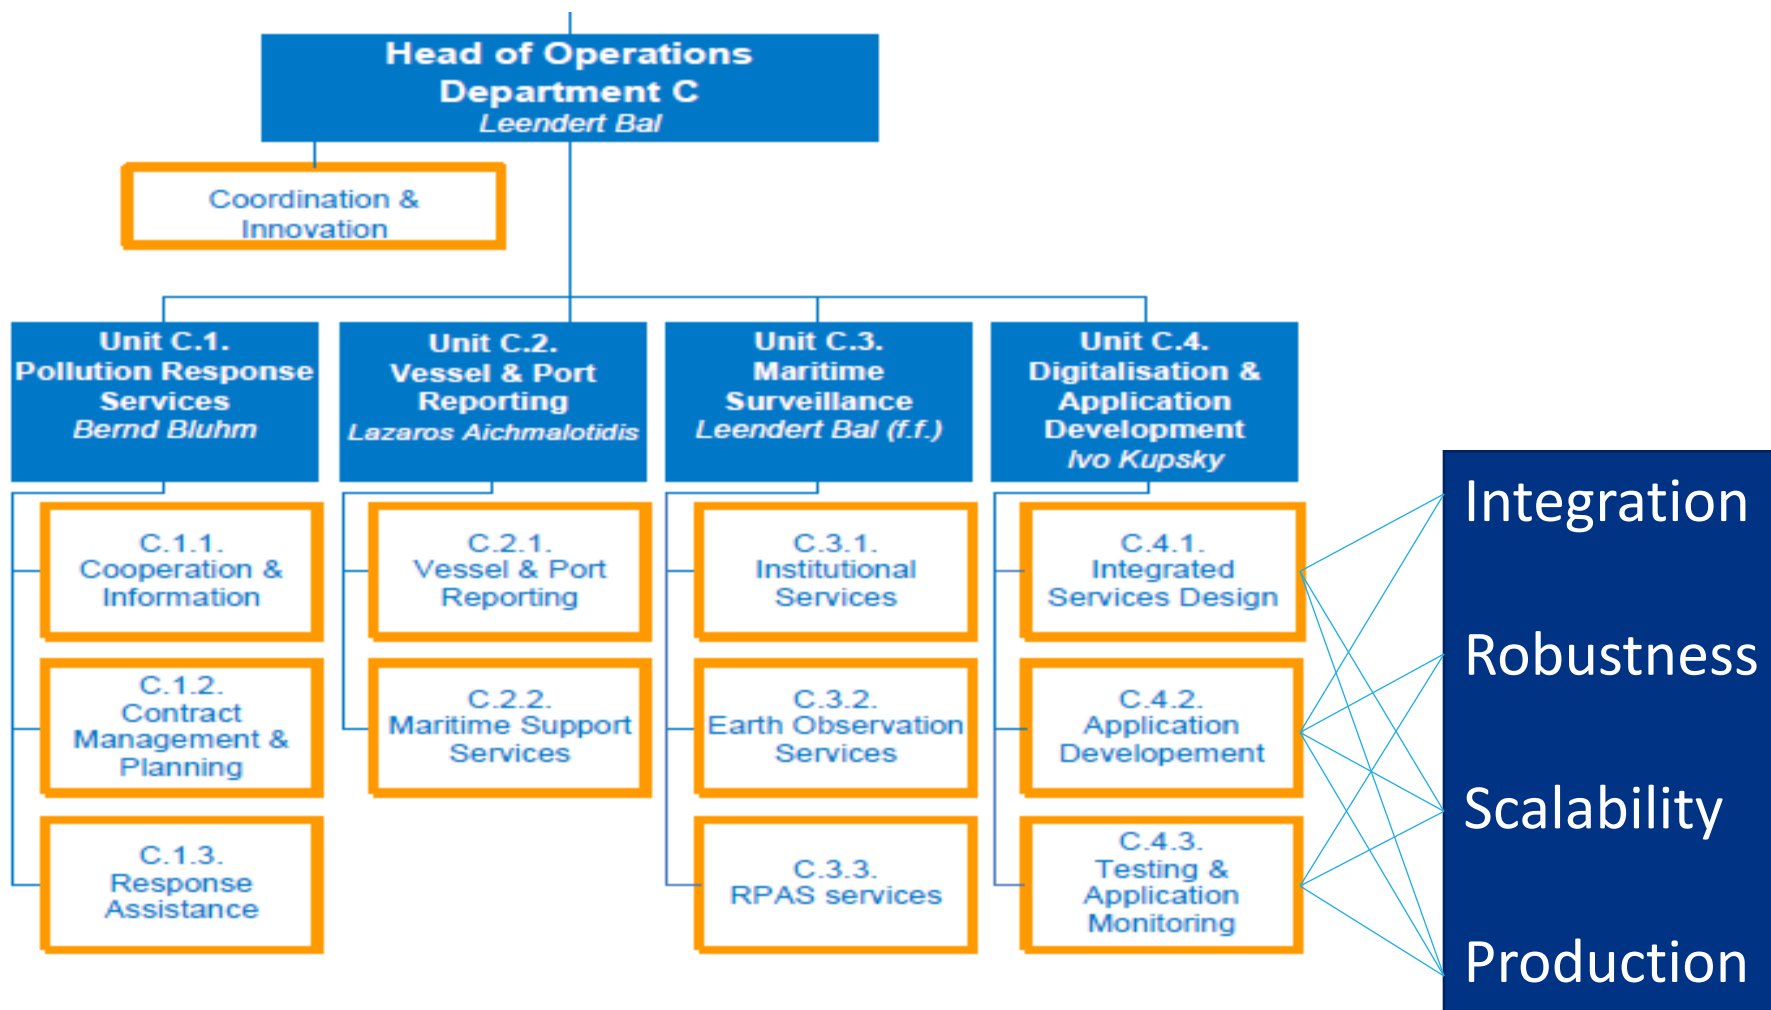 Head of Operations
Department C
Leendert Bal
Coordination &
Innovation
Unit C.1.
Pollution Response
Services
Bernd Bluhm
Unit C.2.
Vessel & Port
Reporting
Lazaros Aichmalotidis
Unit C.3.
Maritime
Surveillance
Leendert Bal (f.f.)
Unit C.4.
Digitalisation &
Application
Development
Ivo Kupsky
C.1.1.
Cooperation &
Information
C.1.2.
Contract
Management &
Planning
C.1.3.
Response
Assistance
C.2.1.
Vessel & Port
Reporting
C.2.2.
Maritime Support
Services
C.3.1.
Institutional
Services
C.3.2.
Earth Observation
Services
C.3.3.
RPAS services
C.4.1.
Integrated
Services Design
C.4.2.
Application
Developement
C.4.3.
Testing &
Application
Monitoring
Integration
Robustness
Scalability
Production